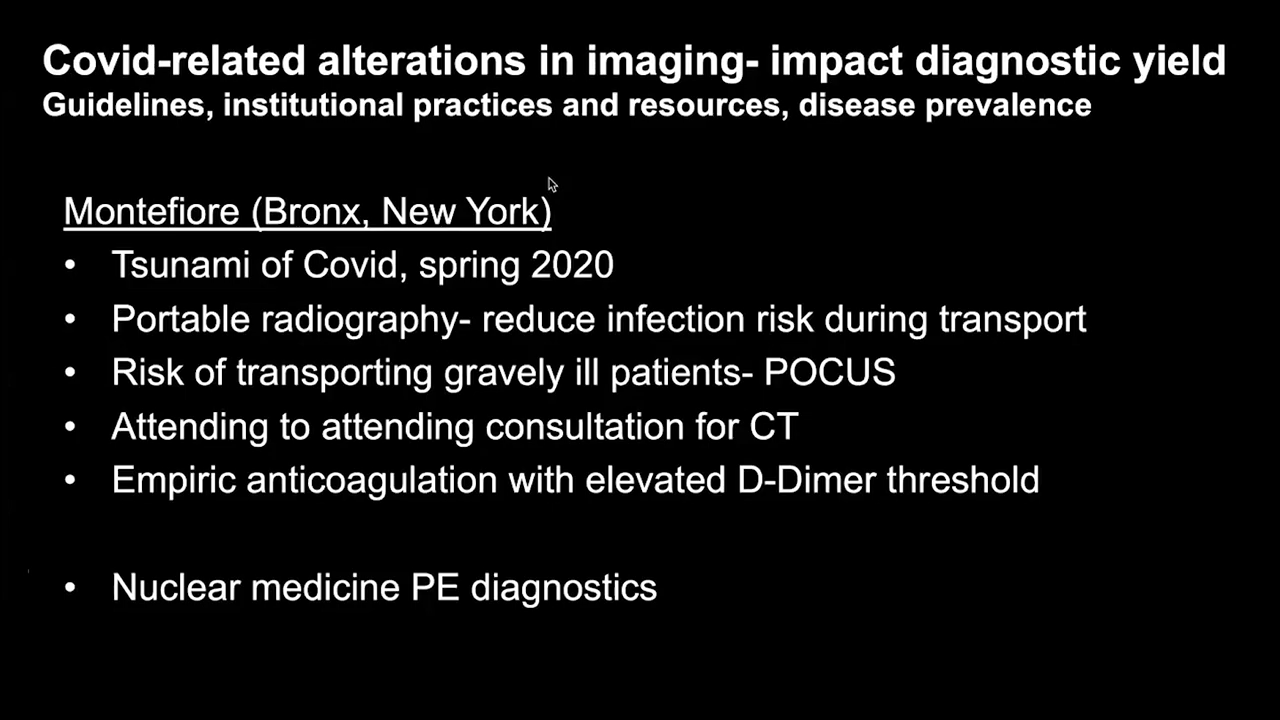 Covid-related alterations in imaging- impact diagnostic yield
Guidelines, institutional practices and resources, disease prevalence
Montefiore (Bronx, New York)
• Tsunami of Covid, spring 2020
• Portable radiography- reduce infection risk during transport
• Risk of transporting gravely ill patients- POCUS
• Attending to attending consultation for CT
• Empiric anticoagulation with elevated D-Dimer threshold
• Nuclear medicine PE diagnostics